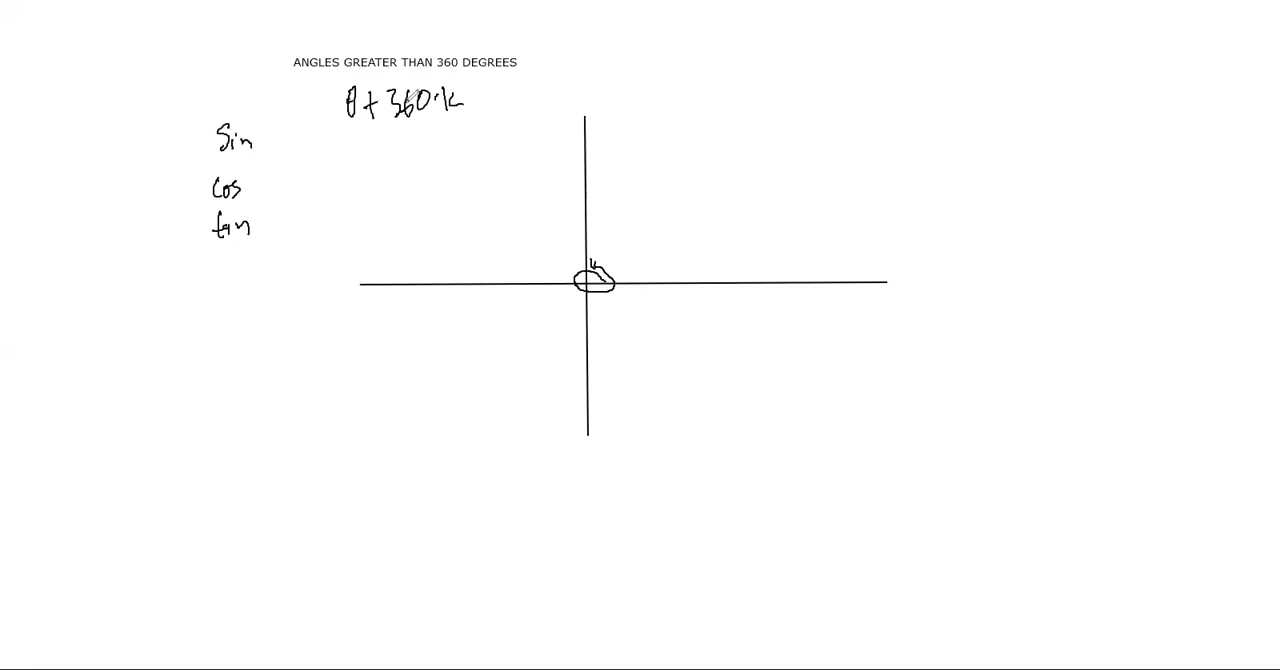 ANGLES GREATER THAN 360 DEGREES
θ + 360·k
Sin
cos
tan